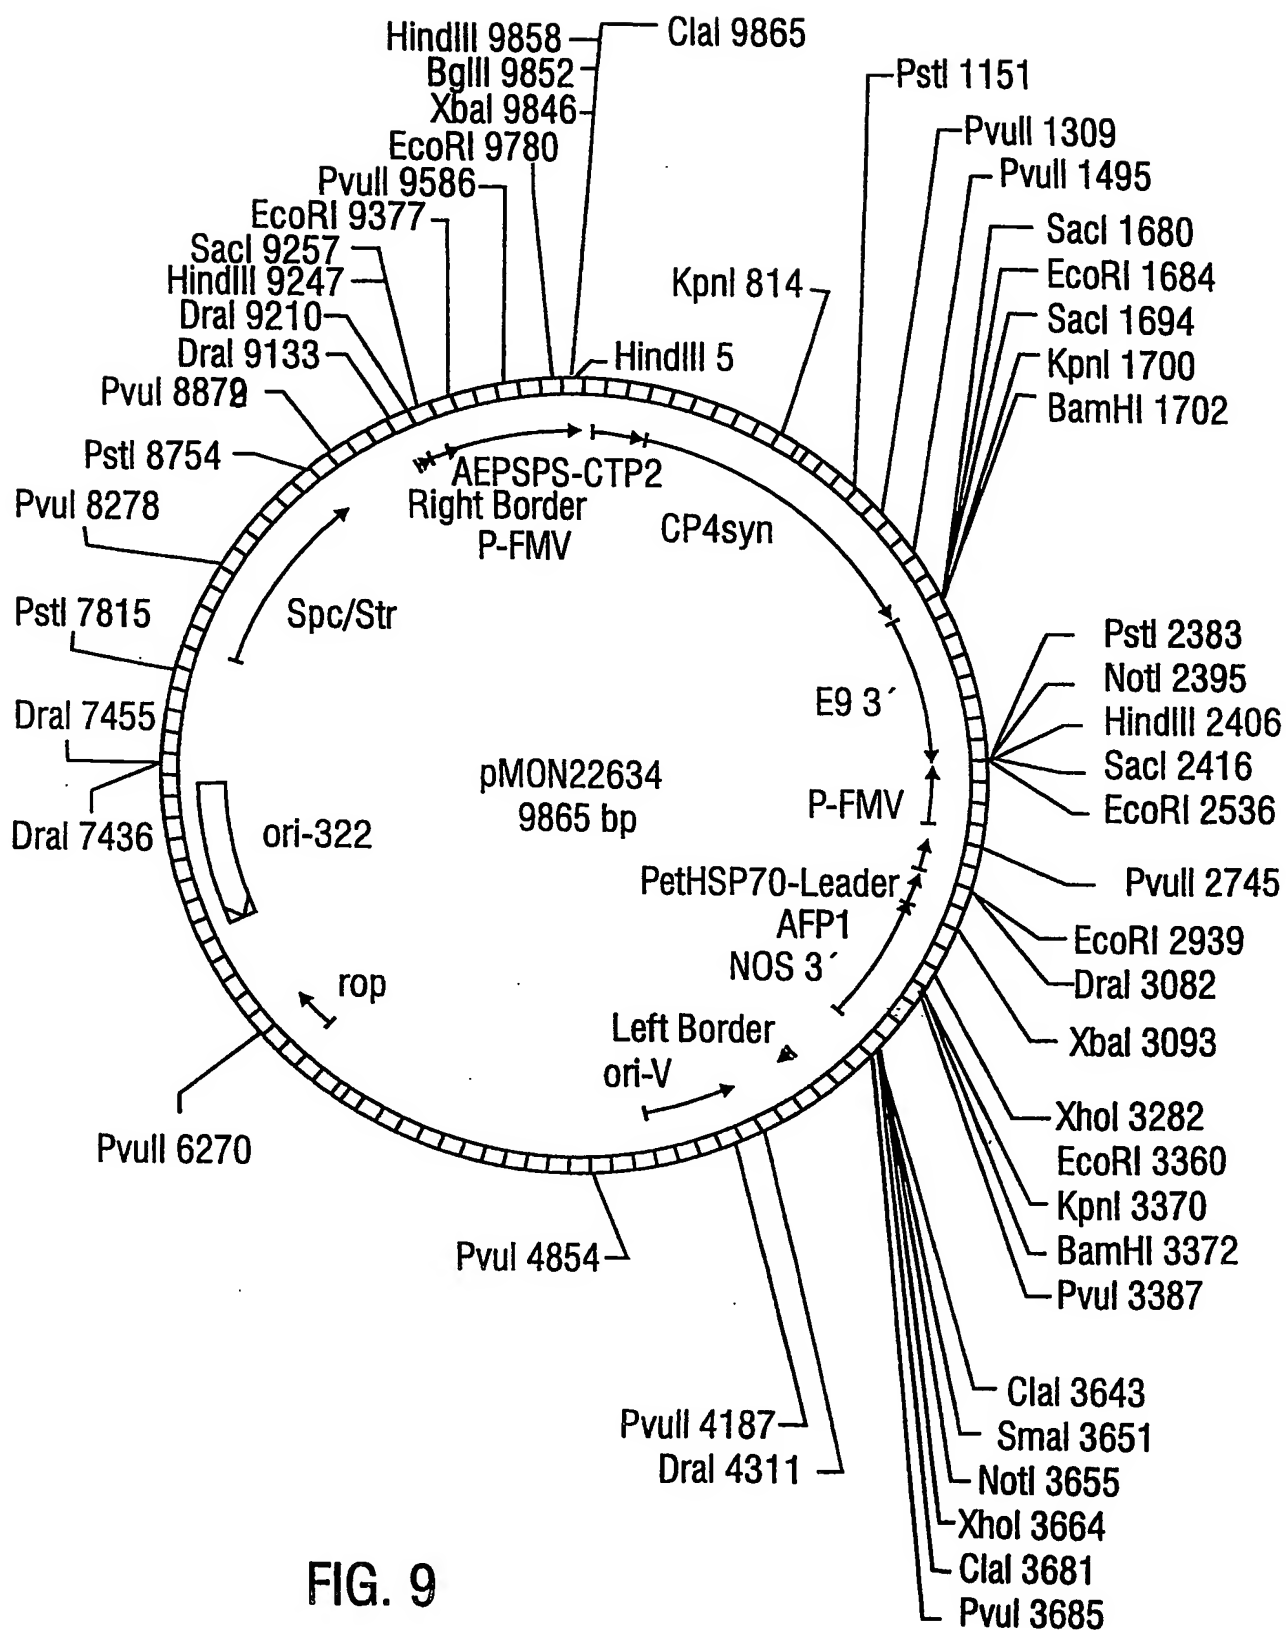 HindIII 9858
ClaI 9865
BglII 9852
XbaI 9846
EcoRI 9780
PvuII 9586
EcoRI 9377
SacI 9257
HindIII 9247
DraI 9210
DraI 9133
PvuI 8879
PstI 8754
PvuI 8278
PstI 7815
DraI 7455
DraI 7436
PvuII 6270
PstI 1151
PvuII 1309
PvuII 1495
SacI 1680
EcoRI 1684
SacI 1694
KpnI 1700
BamHI 1702
KpnI 814
HindIII 5
PstI 2383
NotI 2395
HindIII 2406
SacI 2416
EcoRI 2536
PvuII 2745
EcoRI 2939
DraI 3082
XbaI 3093
XhoI 3282
EcoRI 3360
KpnI 3370
BamHI 3372
PvuI 3387
ClaI 3643
SmaI 3651
NotI 3655
XhoI 3664
ClaI 3681
PvuI 3685
PvuII 4187
DraI 4311
PvuI 4854
AEPSPS-CTP2
Right Border
P-FMV
CP4syn
Spc/Str
E9 3´
pMON22634
9865 bp
P-FMV
ori-322
PetHSP70-Leader
AFP1
NOS 3´
rop
Left Border
ori-V
FIG. 9